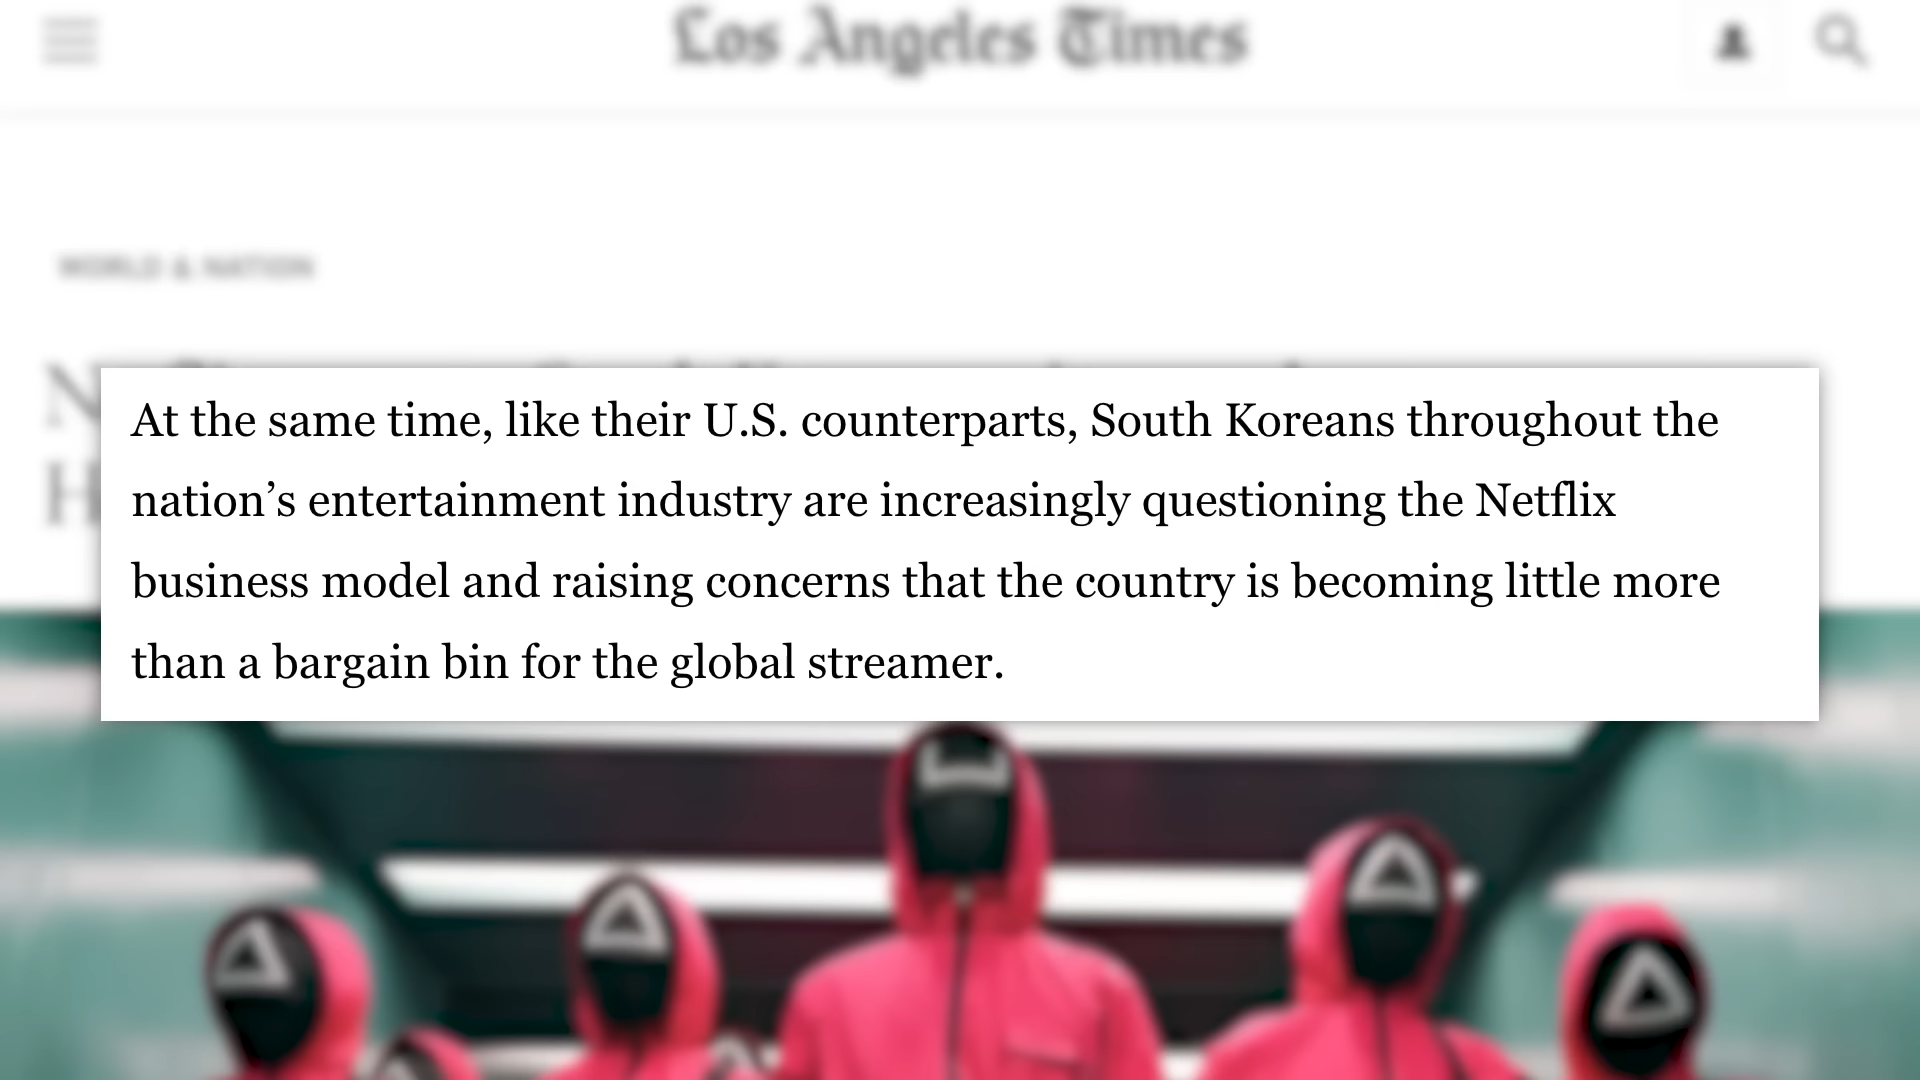 Los Angeles Times
WORLD & NATION
At the same time, like their U.S. counterparts, South Koreans throughout the
nation’s entertainment industry are increasingly questioning the Netflix
business model and raising concerns that the country is becoming little more
than a bargain bin for the global streamer.